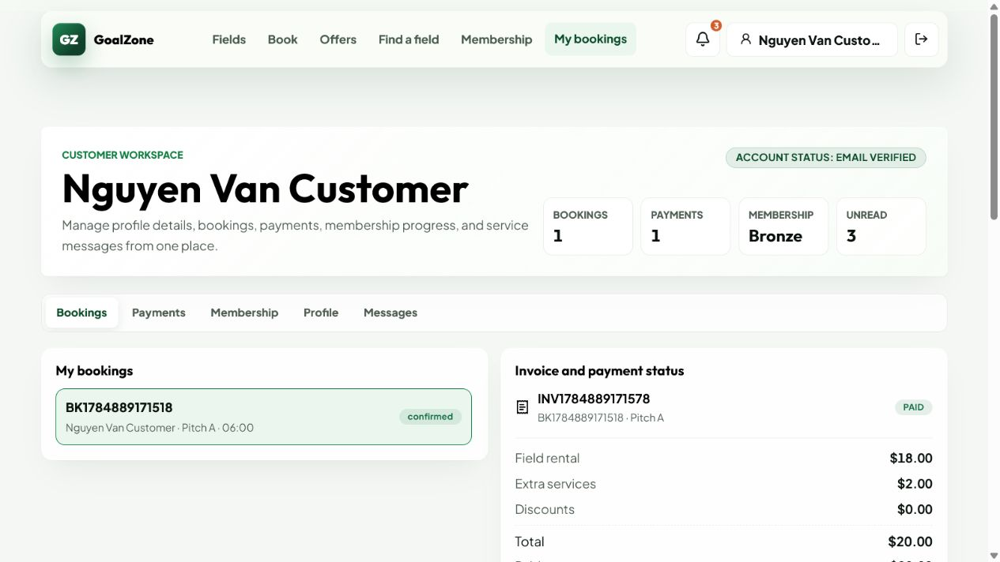 GZ
GoalZone
Fields
Book
Offers
Find a field
Membership
My bookings
3
Nguyen Van Custo...
CUSTOMER WORKSPACE
Nguyen Van Customer
Manage profile details, bookings, payments, membership progress, and service
messages from one place.
ACCOUNT STATUS: EMAIL VERIFIED
BOOKINGS
1
PAYMENTS
1
MEMBERSHIP
Bronze
UNREAD
3
Bookings
Payments
Membership
Profile
Messages
My bookings
BK1784889171518
Nguyen Van Customer · Pitch A · 06:00
confirmed
Invoice and payment status
INV1784889171578
BK1784889171518 · Pitch A
PAID
Field rental
$18.00
Extra services
$2.00
Discounts
$0.00
Total
$20.00